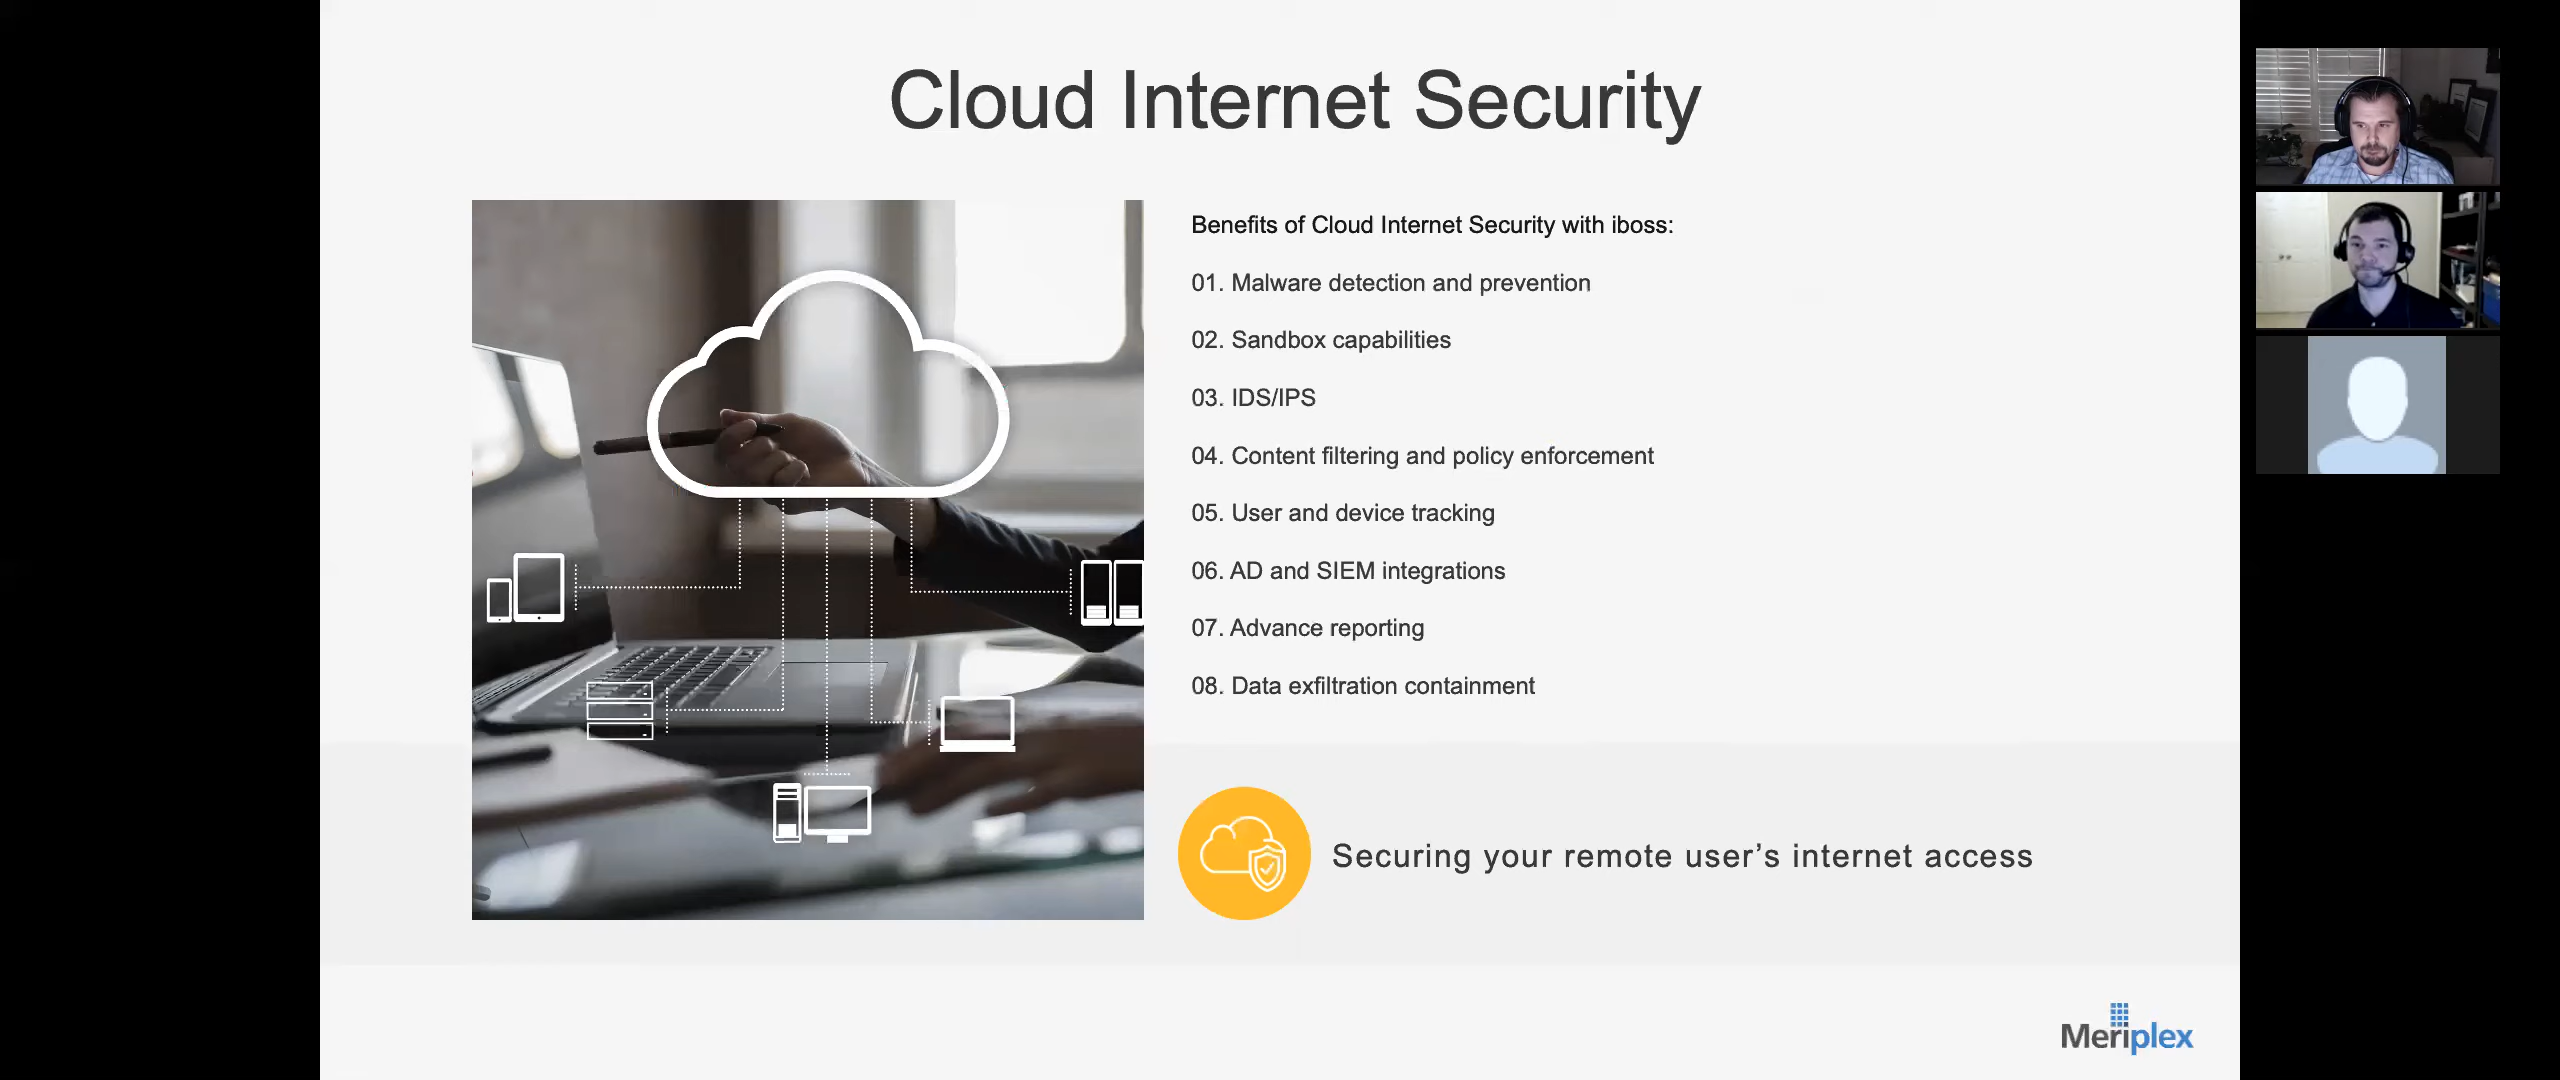 Cloud Internet Security
Benefits of Cloud Internet Security with iboss:
01. Malware detection and prevention
02. Sandbox capabilities
03. IDS/IPS
04. Content filtering and policy enforcement
05. User and device tracking
06. AD and SIEM integrations
07. Advance reporting
08. Data exfiltration containment
Securing your remote user’s internet access
Meriplex